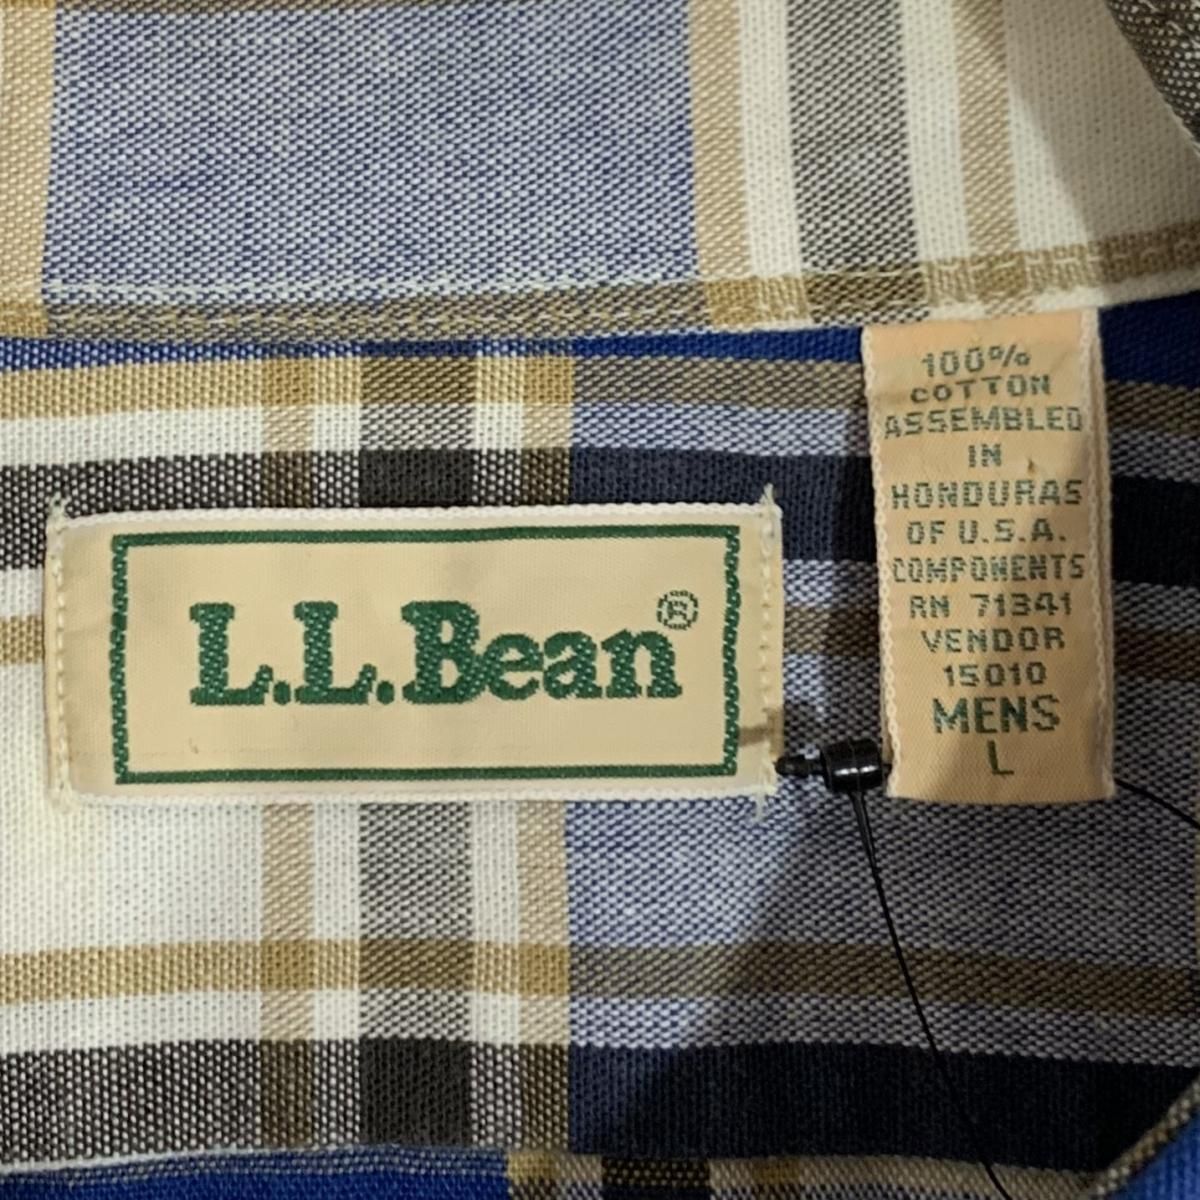 L.L.Bean®
100%
COTTON
ASSEMBLED
IN
HONDURAS
OF U.S.A.
COMPONENTS
RN 71341
VENDOR
15010
MENS
L